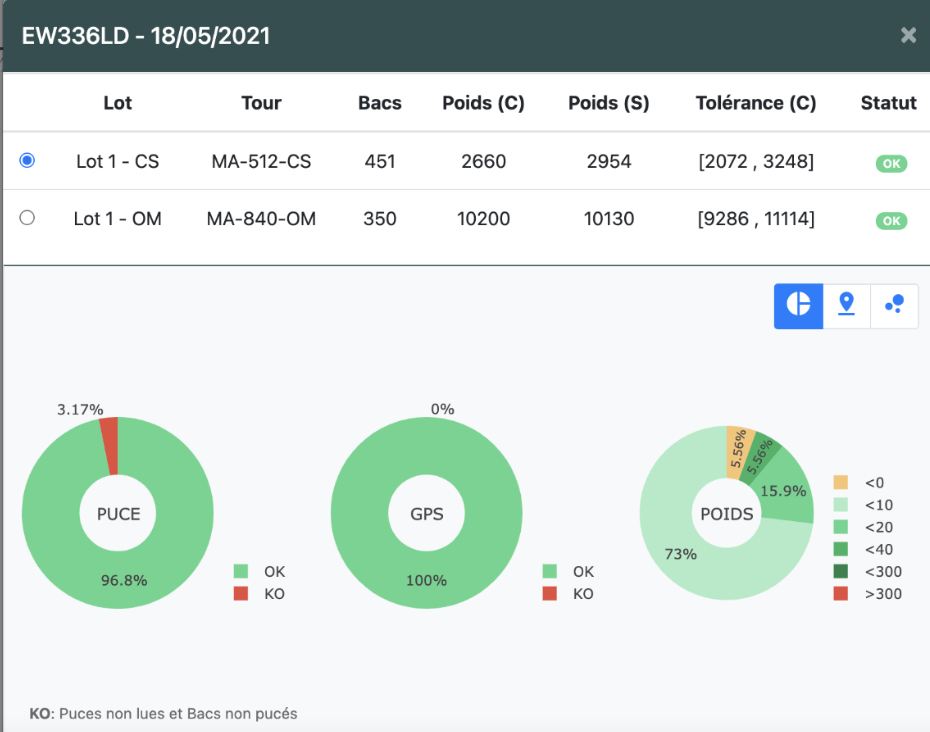 EW336LD - 18/05/2021 ×
Lot Tour Bacs Poids (C) Poids (S) Tolérance (C) Statut
Lot 1 - CS MA-512-CS 451 2660 2954 [2072 , 3248] OK
Lot 1 - OM MA-840-OM 350 10200 10130 [9286 , 11114] OK
3.17%
PUCE
96.8%
OK
KO
0%
GPS
100%
OK
KO
5.56%
5.56%
15.9%
POIDS
73%
<0
<10
<20
<40
<300
>300
KO: Puces non lues et Bacs non pucés